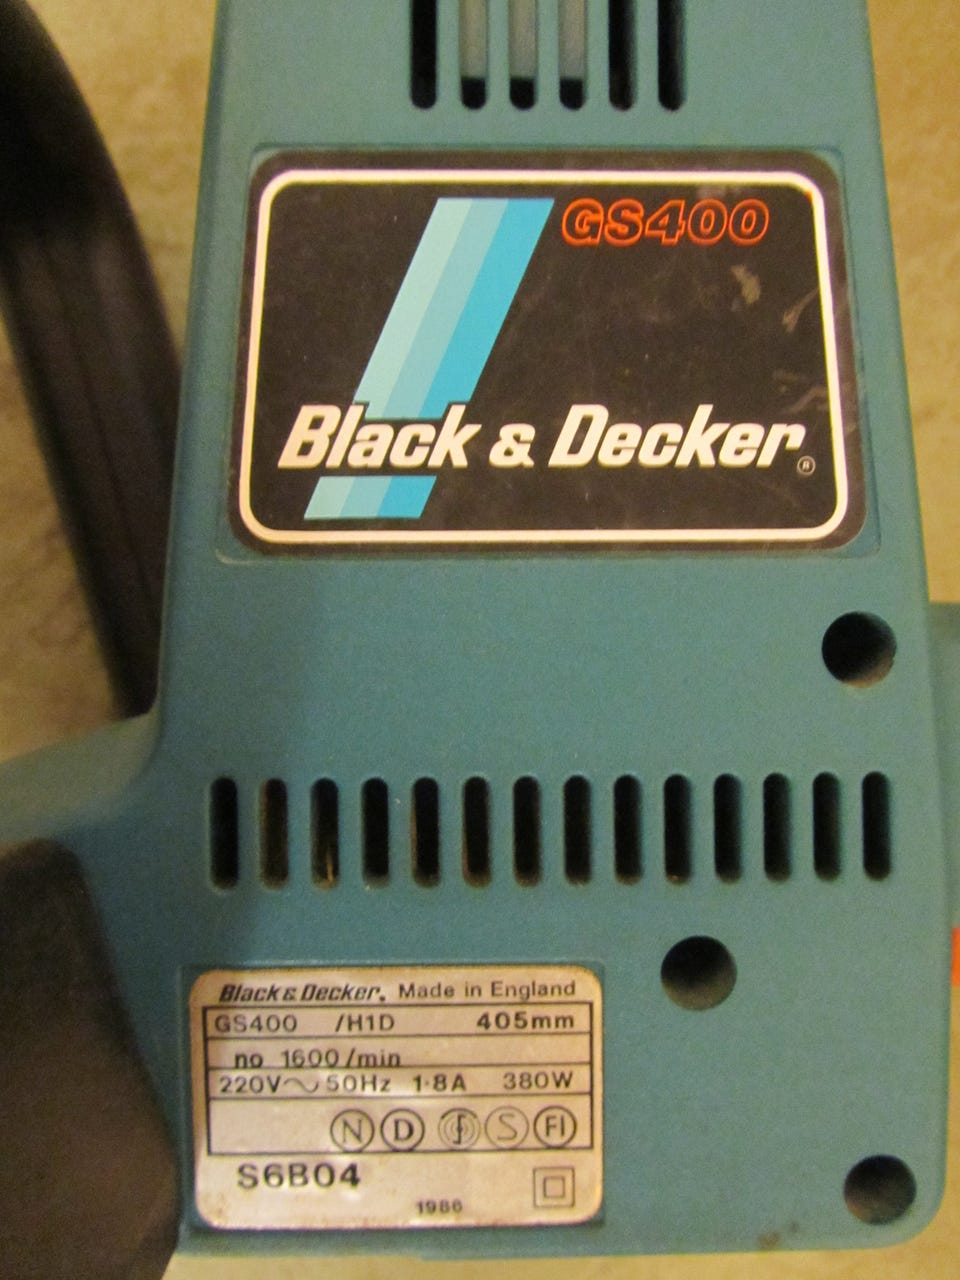 GS400
Black & Decker®
Black & Decker. Made in England
GS400 /H1D 405mm
no 1600/min
220V~50Hz 1·8A 380W
N D S FI
S6B04
1986